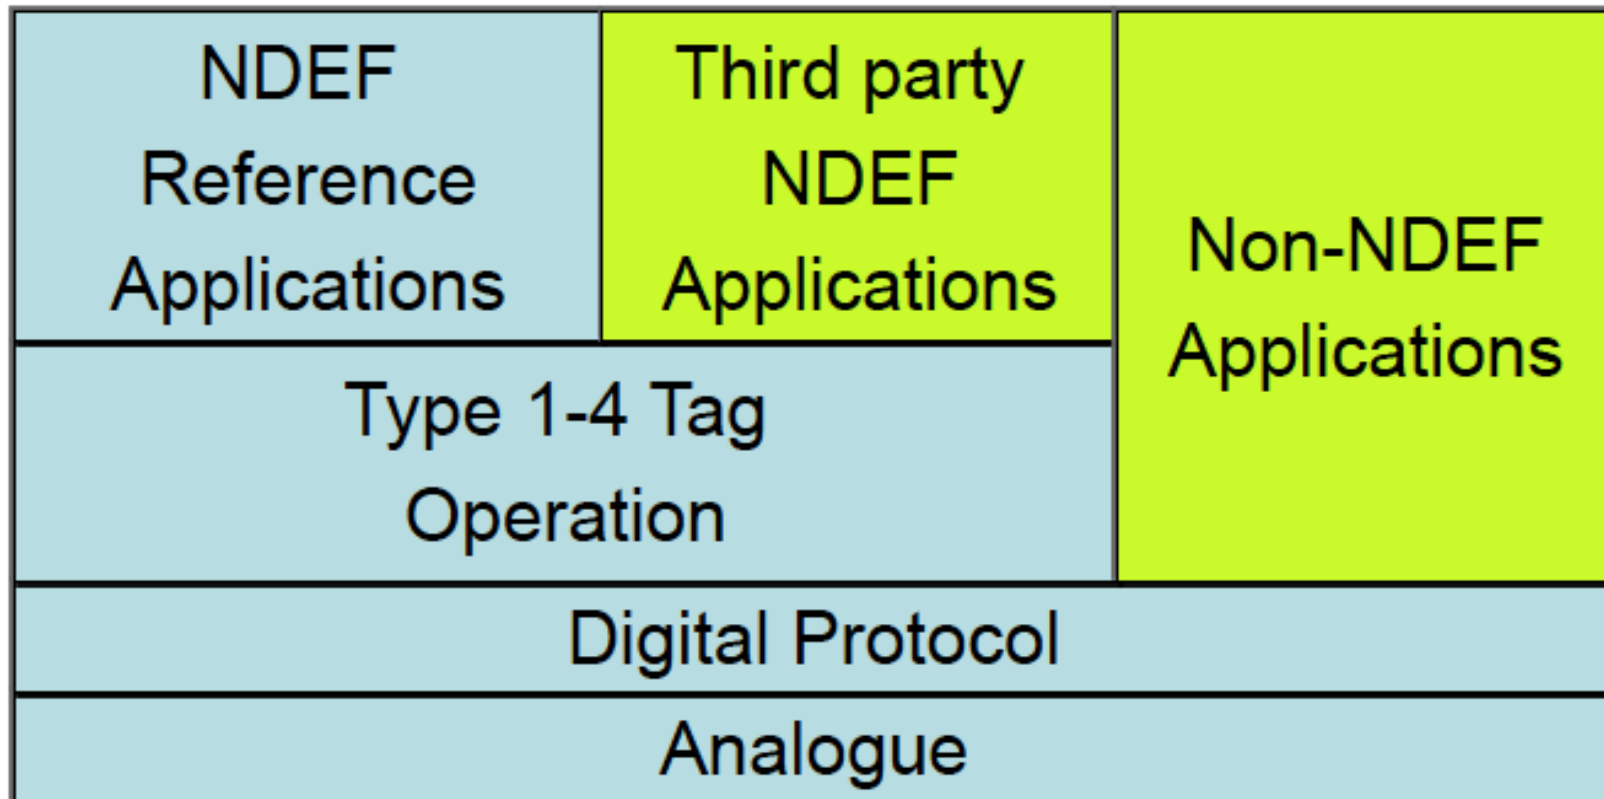 NDEF
Reference
Applications
Third party
NDEF
Applications
Non-NDEF
Applications
Type 1-4 Tag
Operation
Digital Protocol
Analogue